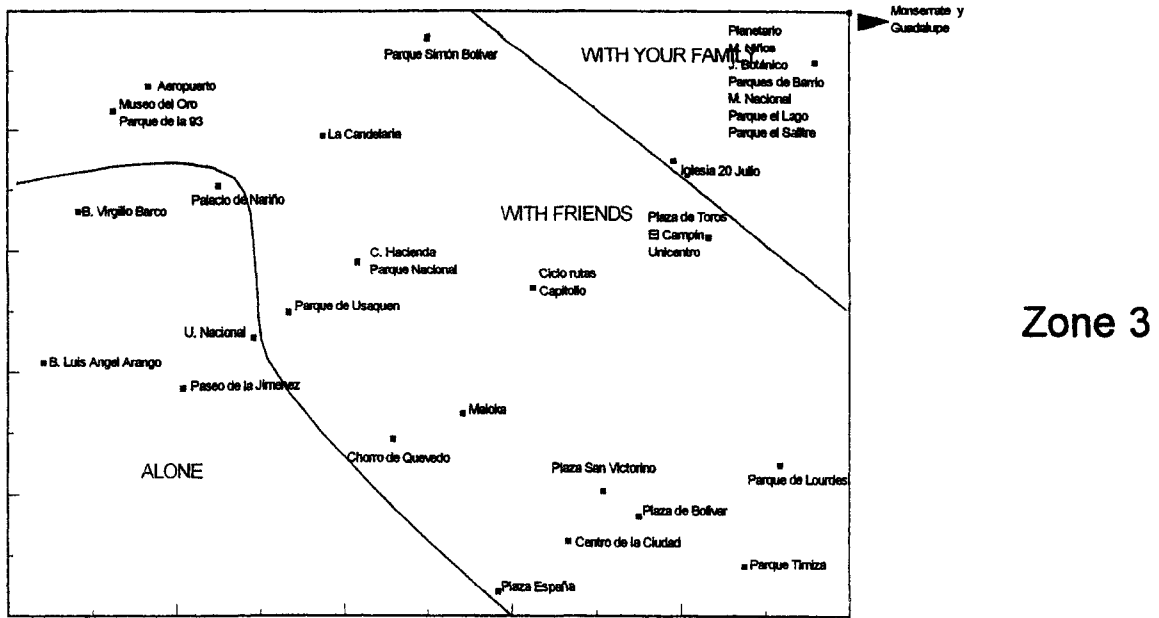 Monserrate y
Guadalupe
Parque Simón Bolívar
WITH YOUR FAMILY
Planetario
M. Niños
J. Botánico
Parques de Barrio
M. Nacional
Parque el Lago
Parque el Salitre
Aeropuerto
Museo del Oro
Parque de la 93
La Candelaria
Iglesia 20 Julio
Palacio de Nariño
B. Virgilio Barco
WITH FRIENDS
Plaza de Toros
El Campín
Unicentro
C. Hacienda
Parque Nacional
Ciclo rutas
Capitolio
Parque de Usaquen
Zone 3
U. Nacional
B. Luis Angel Arango
Paseo de la Jimenez
Maloka
Chorro de Quevedo
ALONE
Plaza San Victorino
Parque de Lourdes
Plaza de Bolívar
Centro de la Ciudad
Parque Timiza
Plaza España